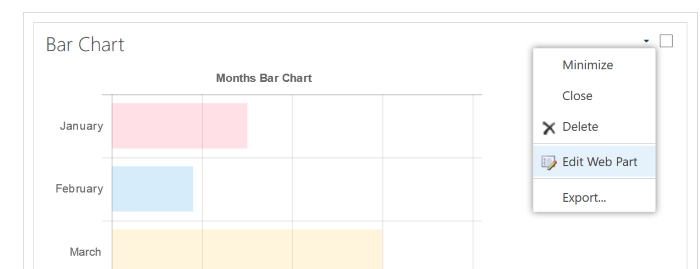 Bar Chart
Minimize
Close
Delete
Edit Web Part
Export...
Months Bar Chart
January
February
March